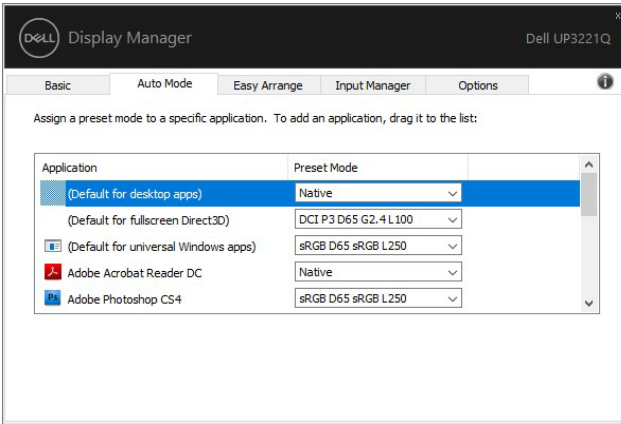 DELL Display Manager Dell UP3221Q
Basic Auto Mode Easy Arrange Input Manager Options
Assign a preset mode to a specific application. To add an application, drag it to the list:
Application Preset Mode
(Default for desktop apps) Native
(Default for fullscreen Direct3D) DCI P3 D65 G2.4 L100
(Default for universal Windows apps) sRGB D65 sRGB L250
Adobe Acrobat Reader DC Native
Ps Adobe Photoshop CS4 sRGB D65 sRGB L250